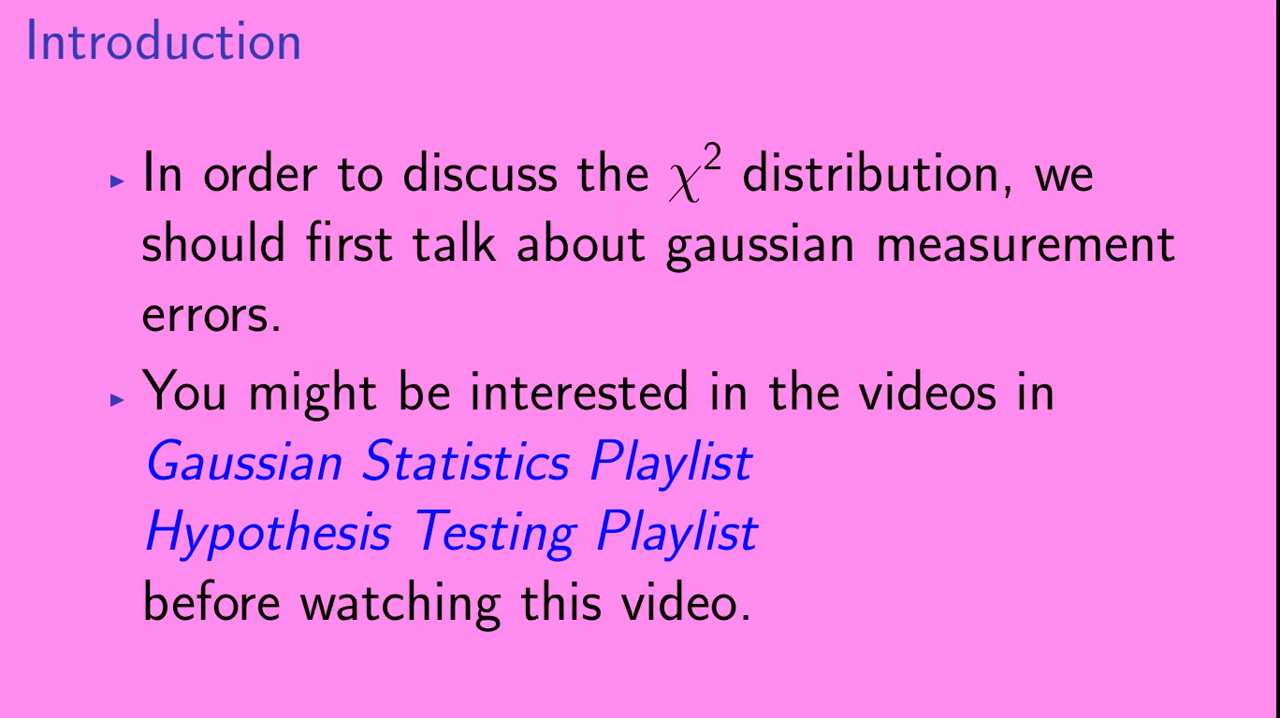 Introduction
▸ In order to discuss the χ² distribution, we
should first talk about gaussian measurement
errors.
▸ You might be interested in the videos in
Gaussian Statistics Playlist
Hypothesis Testing Playlist
before watching this video.